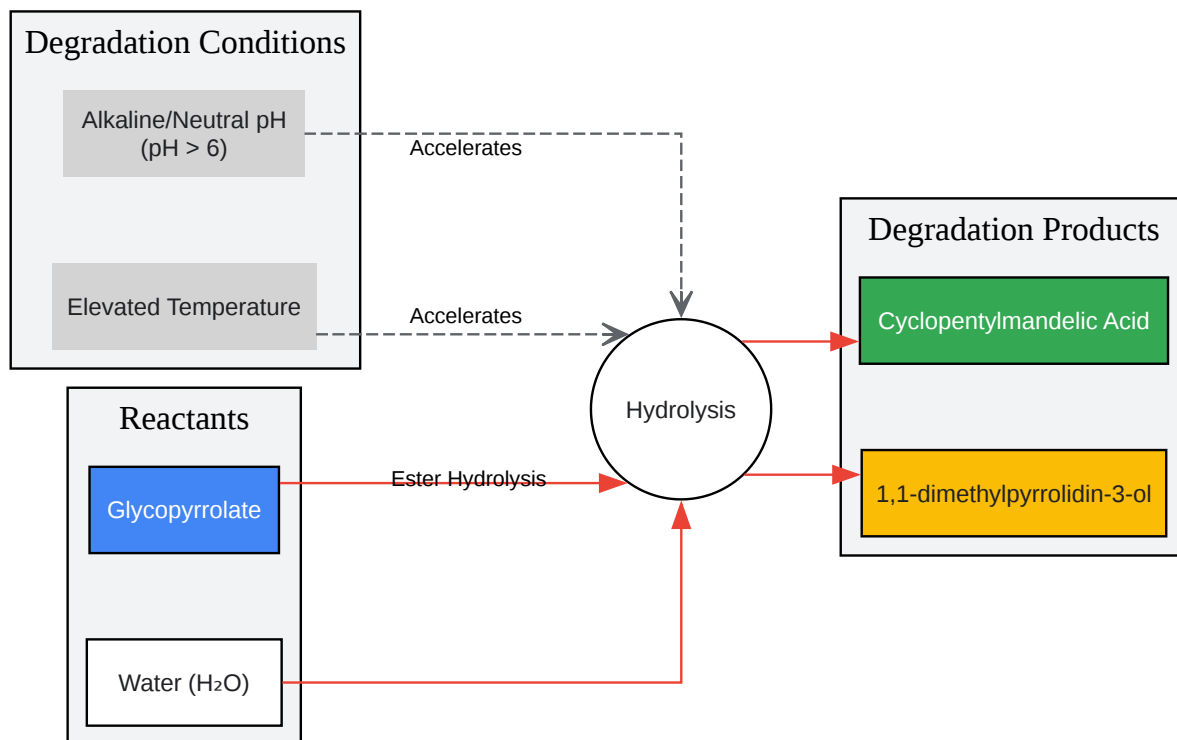 Degradation Conditions
Alkaline/Neutral pH
(pH > 6)
Accelerates
Elevated Temperature
Accelerates
Reactants
Glycopyrrolate
Ester Hydrolysis
Water (H₂O)
Hydrolysis
Degradation Products
Cyclopentylmandelic Acid
1,1-dimethylpyrrolidin-3-ol